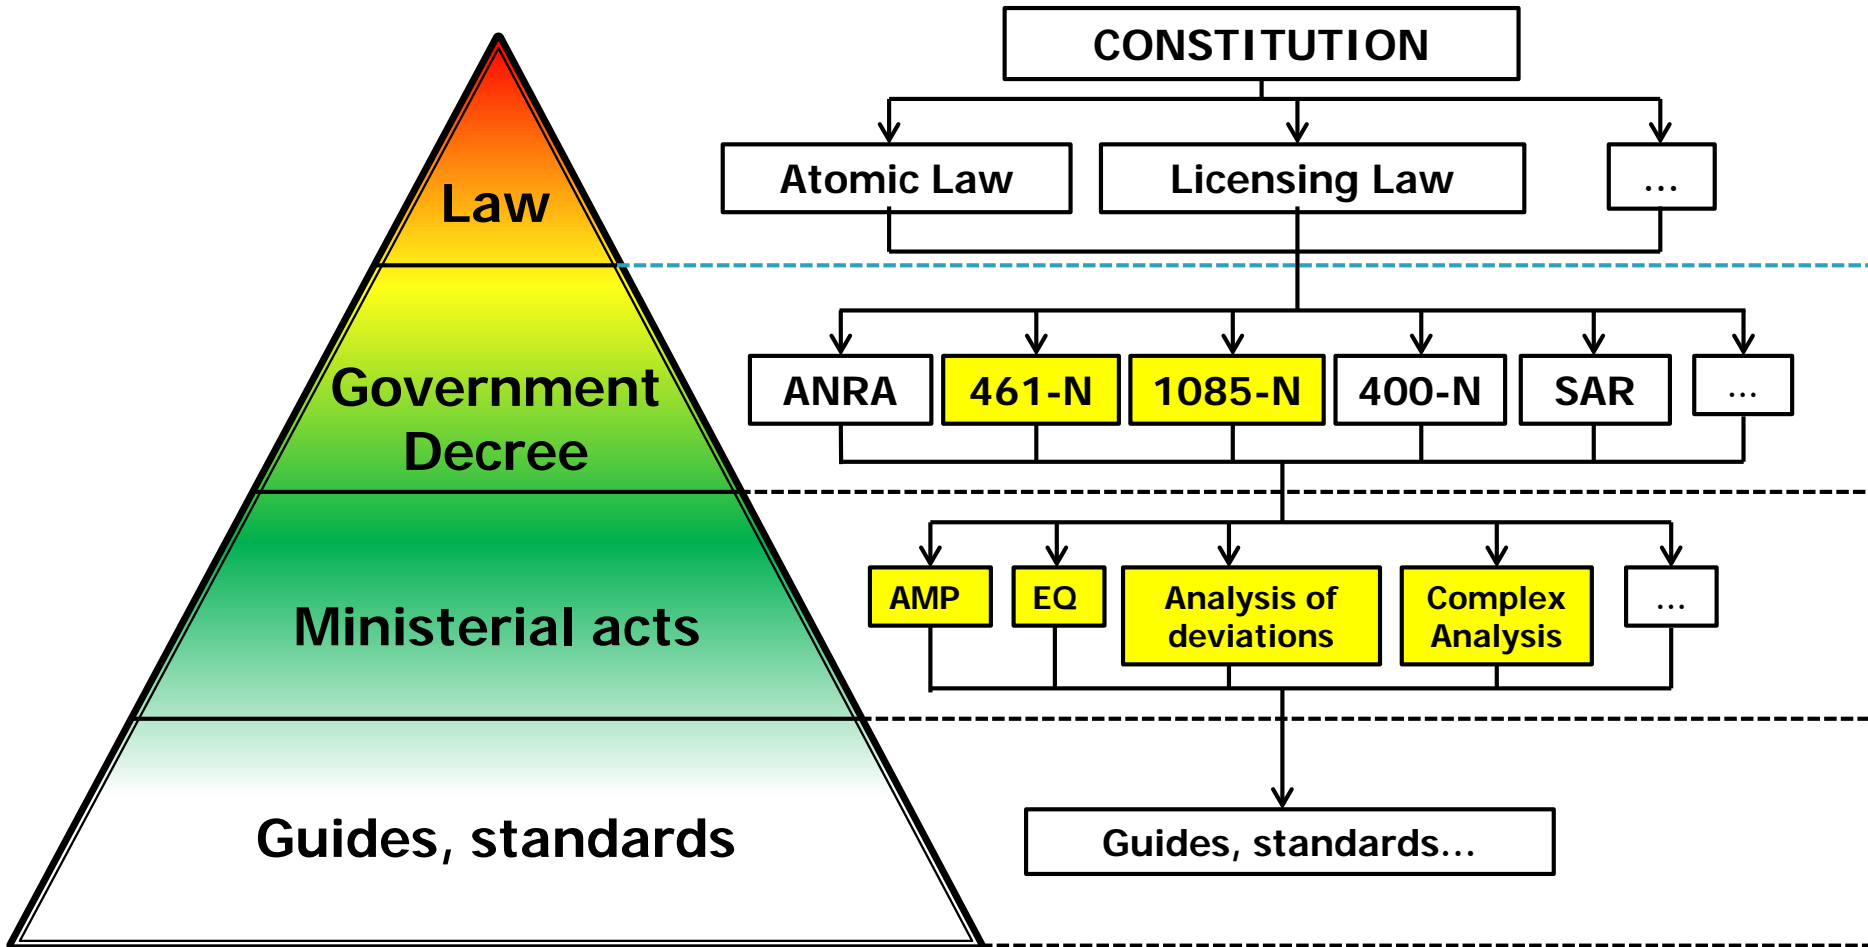 CONSTITUTION
Atomic Law
Licensing Law
...
Law
ANRA
461-N
1085-N
400-N
SAR
...
Government
Decree
AMP
EQ
Analysis of
deviations
Complex
Analysis
...
Ministerial acts
Guides, standards
Guides, standards...